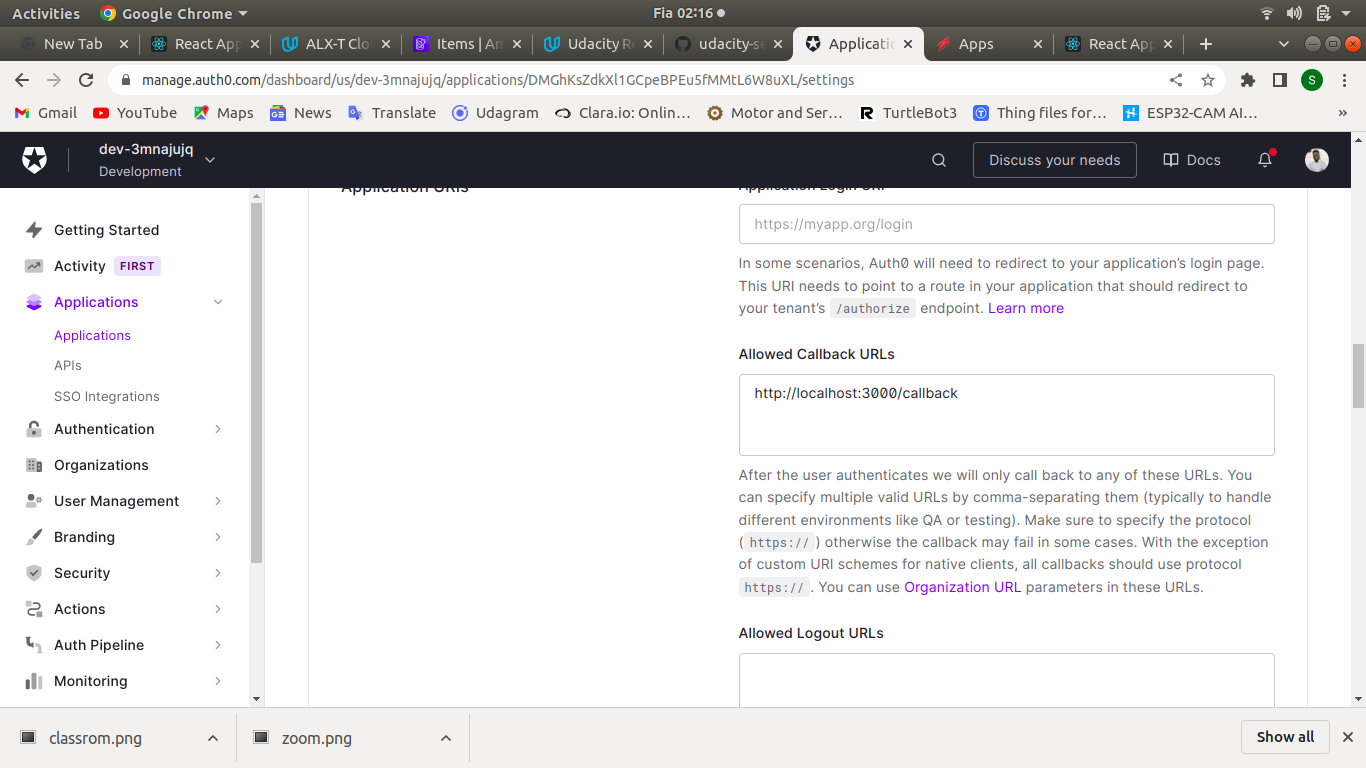 Activities
Google Chrome
Fia 02:16
New Tab
React App
ALX-T Clo
Items | Am
Udacity R
udacity-se
Applicatio
Apps
React App
manage.auth0.com/dashboard/us/dev-3mnajujq/applications/DMGhKsZdkXl1GCpeBPEu5fMMtL6W8uXL/settings
S
Gmail
YouTube
Maps
News
Translate
Udagram
Clara.io: Onlin...
Motor and Ser...
TurtleBot3
Thing files for...
ESP32-CAM AI...
»
dev-3mnajujq
Development
Discuss your needs
Docs
Getting Started
Activity FIRST
Applications
Applications
APIs
SSO Integrations
Authentication
Organizations
User Management
Branding
Security
Actions
Auth Pipeline
Monitoring
Application URIs
Application Login URI
https://myapp.org/login
In some scenarios, Auth0 will need to redirect to your application’s login page.
This URI needs to point to a route in your application that should redirect to
your tenant’s /authorize endpoint. Learn more
Allowed Callback URLs
http://localhost:3000/callback
After the user authenticates we will only call back to any of these URLs. You
can specify multiple valid URLs by comma-separating them (typically to handle
different environments like QA or testing). Make sure to specify the protocol
( https:// ) otherwise the callback may fail in some cases. With the exception
of custom URI schemes for native clients, all callbacks should use protocol
https:// . You can use Organization URL parameters in these URLs.
Allowed Logout URLs
classrom.png
zoom.png
Show all